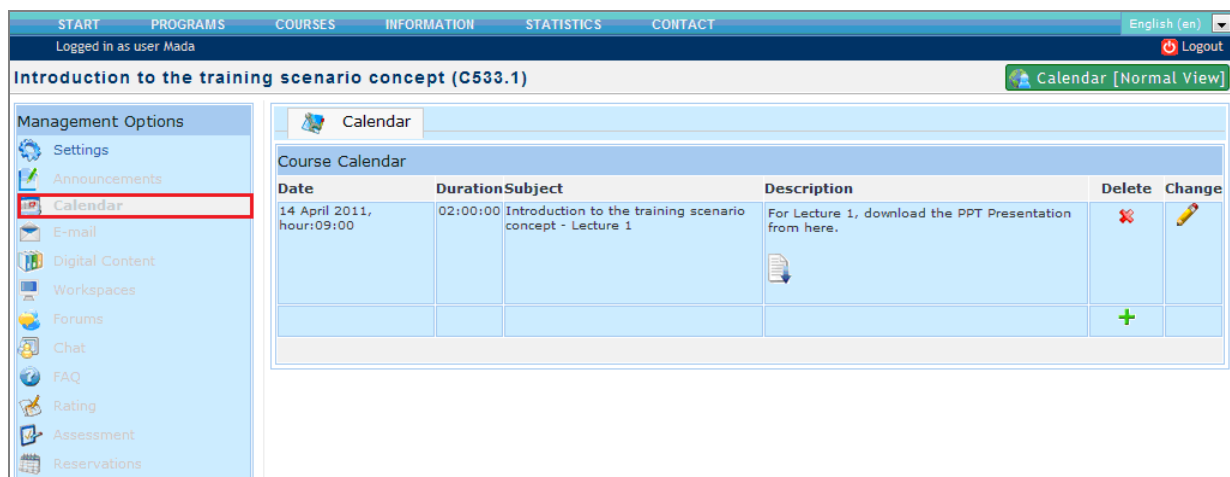 START PROGRAMS COURSES INFORMATION STATISTICS CONTACT English (en)
Logged in as user Mada Logout
Introduction to the training scenario concept (C533.1) Calendar [Normal View]
Management Options
Settings
Announcements
Calendar
E-mail
Digital Content
Workspaces
Forums
Chat
FAQ
Rating
Assessment
Reservations
Calendar
Course Calendar
Date Duration Subject Description Delete Change
14 April 2011,
hour:09:00
02:00:00
Introduction to the training scenario
concept - Lecture 1
For Lecture 1, download the PPT Presentation
from here.